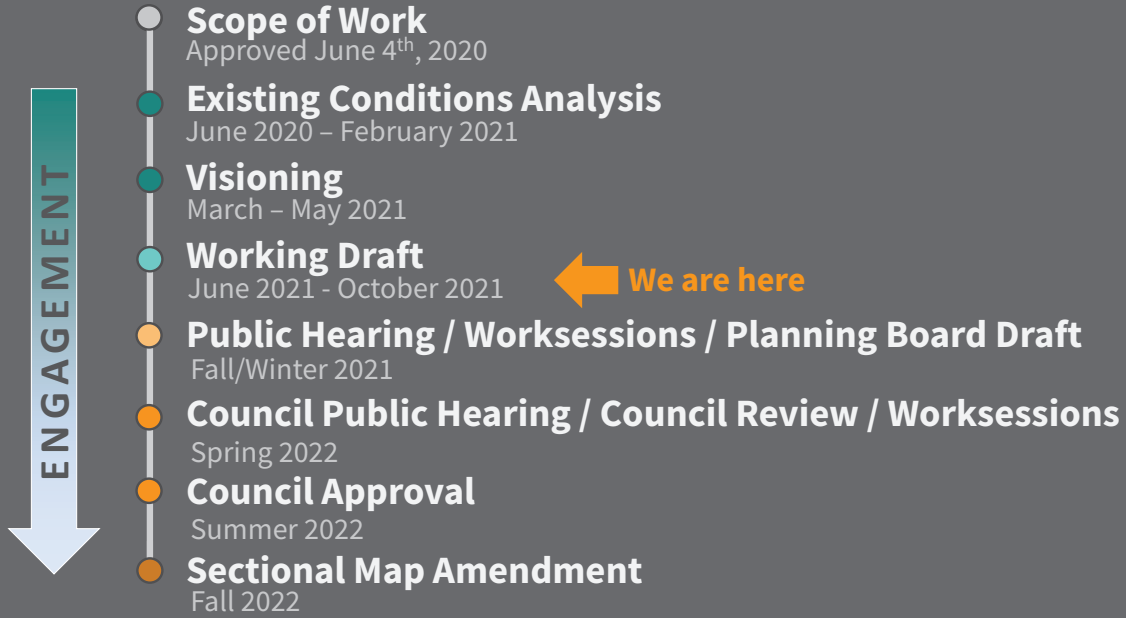 Scope of Work
Approved June 4th, 2020
Existing Conditions Analysis
June 2020 – February 2021
Visioning
March – May 2021
Working Draft
June 2021 - October 2021
We are here
Public Hearing / Worksessions / Planning Board Draft
Fall/Winter 2021
Council Public Hearing / Council Review / Worksessions
Spring 2022
Council Approval
Summer 2022
Sectional Map Amendment
Fall 2022
ENGAGEMENT